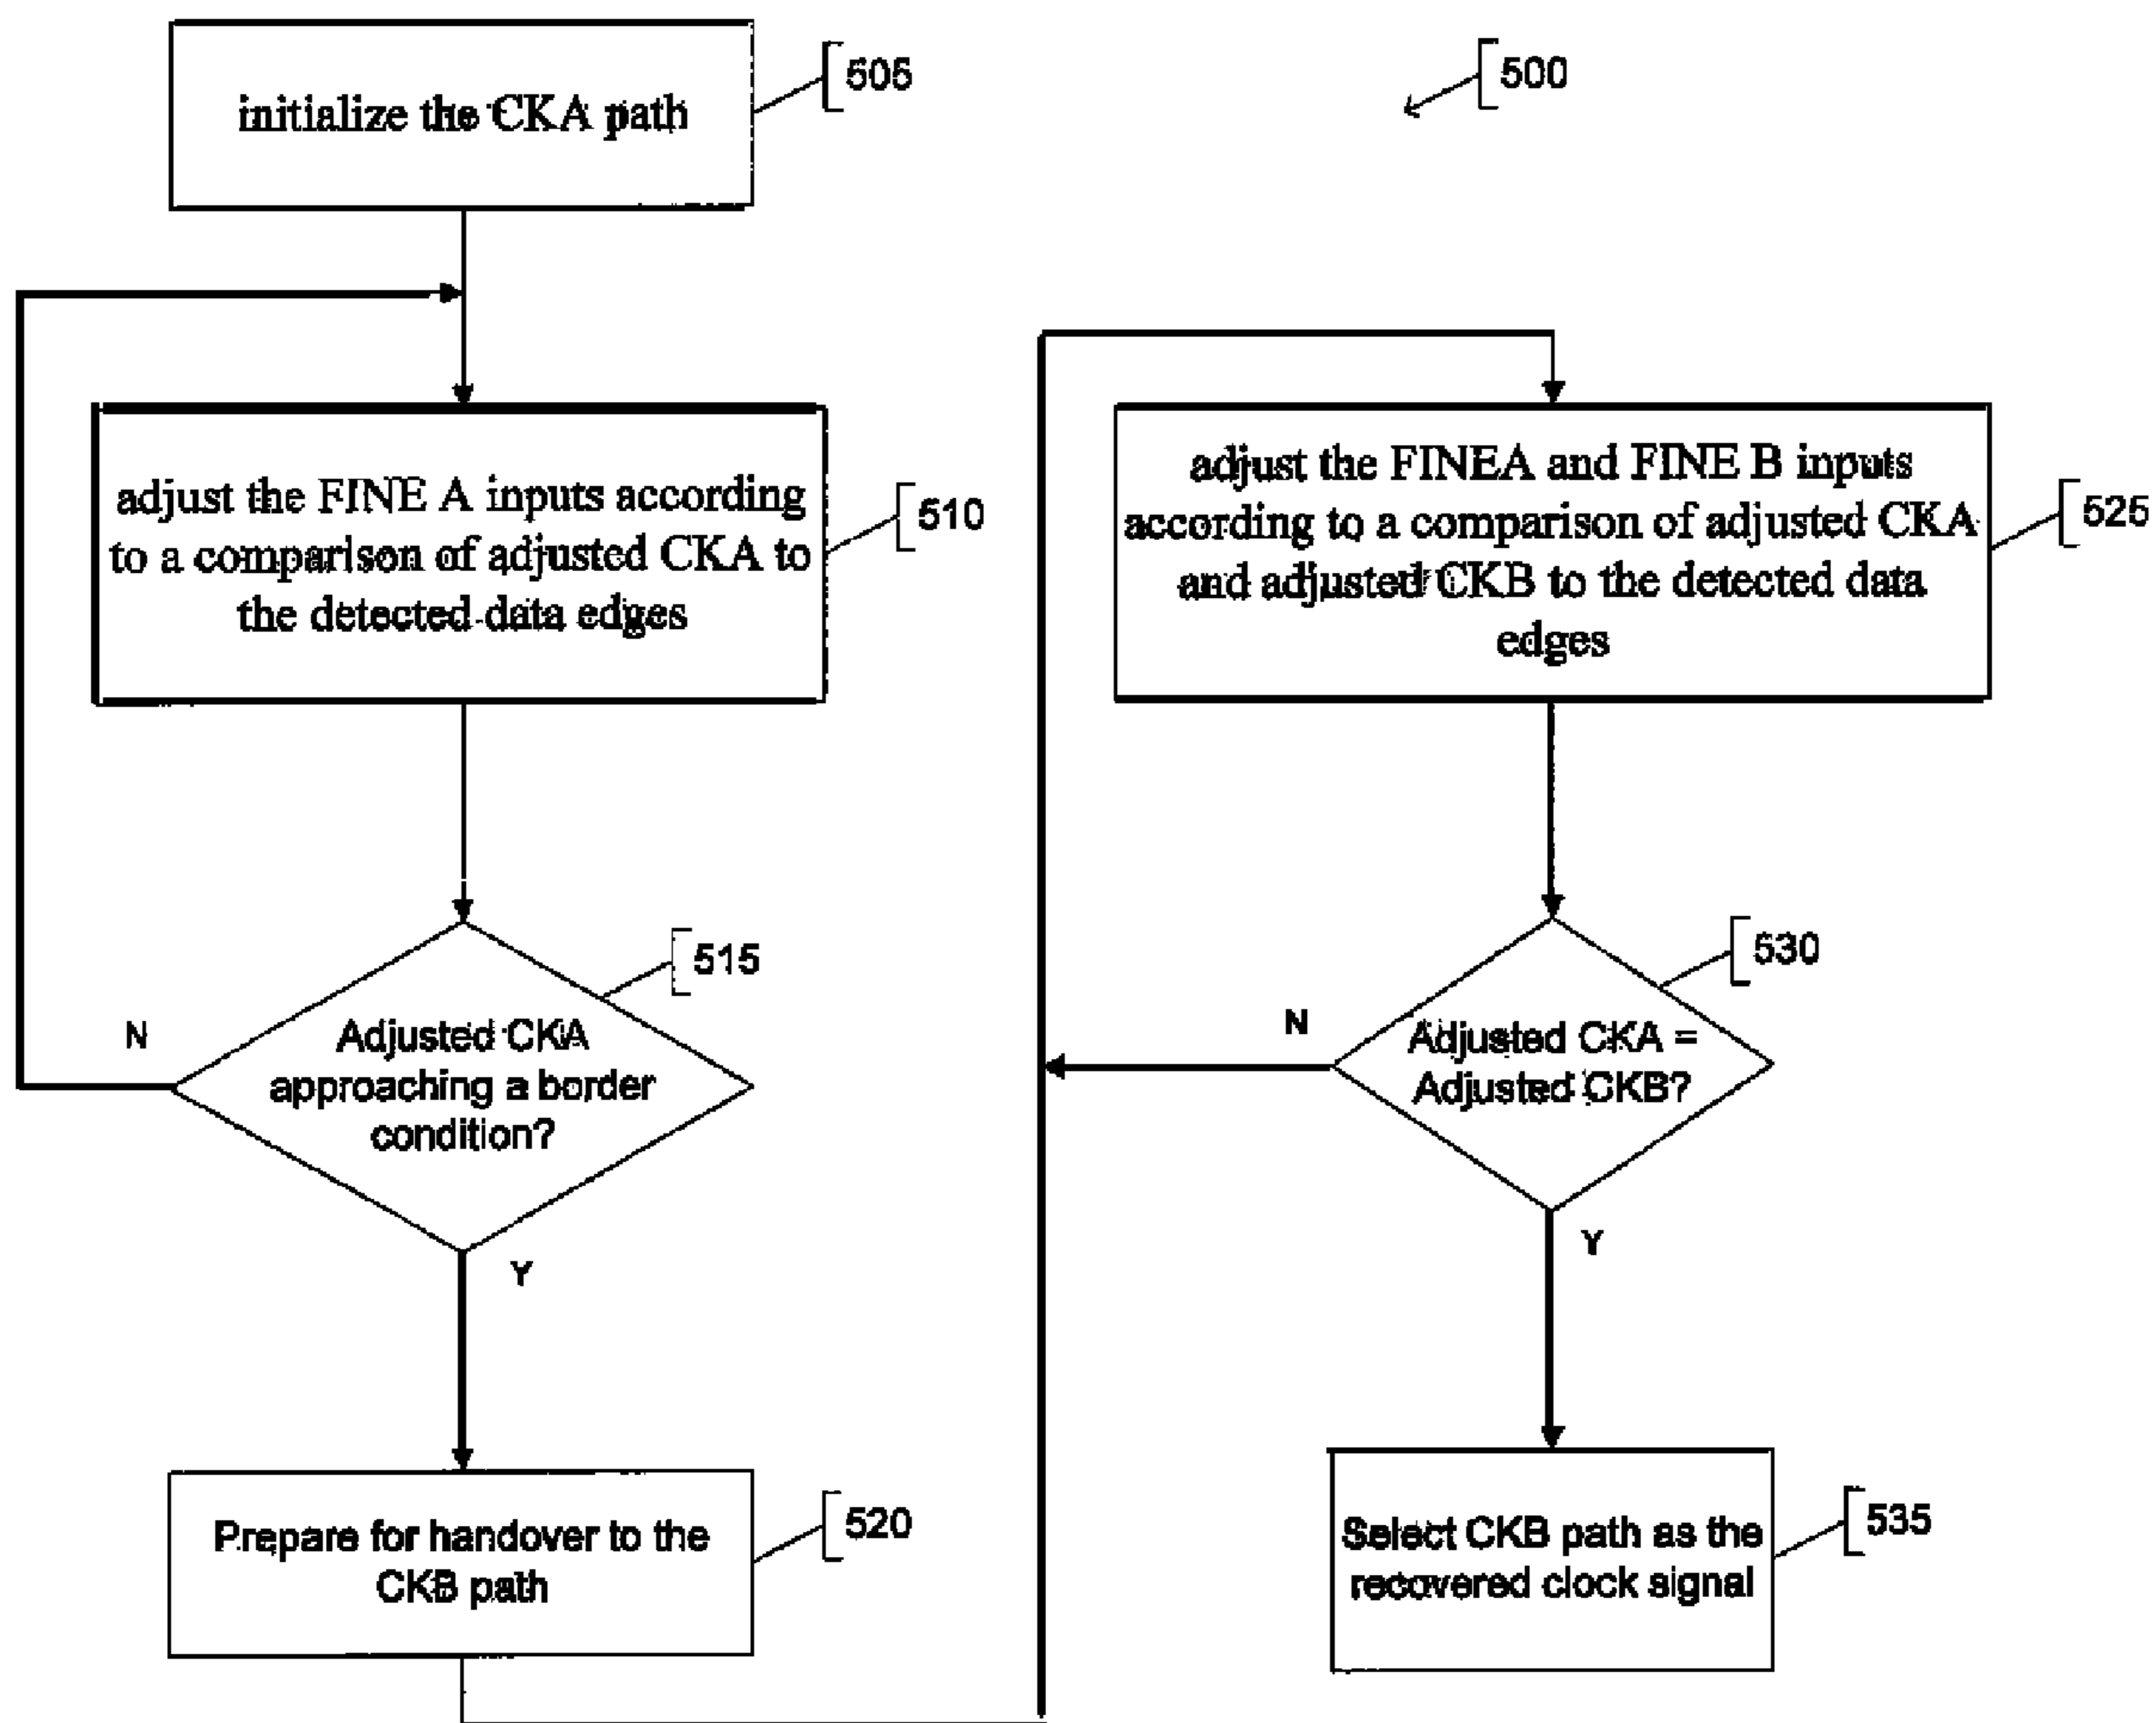 initialize the CKA path
505
500
adjust the FINE A inputs according
to a comparison of adjusted CKA to
the detected data edges
510
Adjusted CKA
approaching a border
condition?
515
N
Y
Prepare for handover to the
CKB path
520
adjust the FINEA and FINE B inputs
according to a comparison of adjusted CKA
and adjusted CKB to the detected data
edges
525
Adjusted CKA =
Adjusted CKB?
530
N
Y
Select CKB path as the
recovered clock signal
535